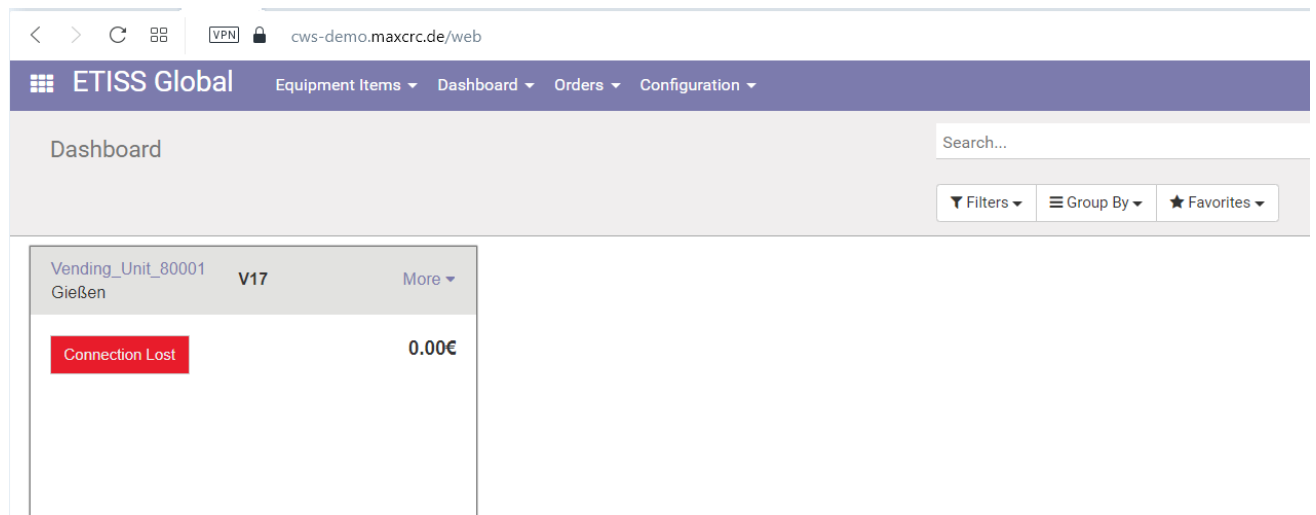 VPN cws-demo.maxcrc.de/web
ETISS Global Equipment Items Dashboard Orders Configuration
Dashboard
Search...
Filters Group By Favorites
Vending_Unit_80001 V17 More
Gießen
Connection Lost 0.00€